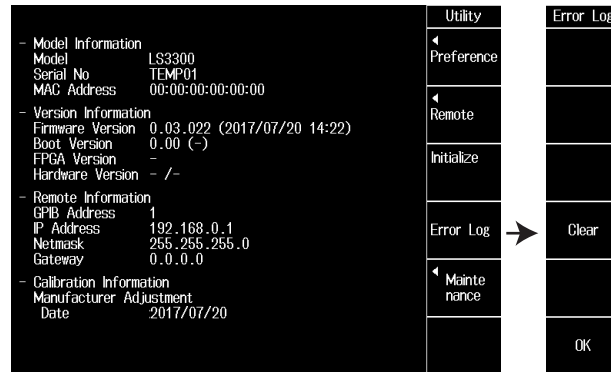 - Model Information
Model LS3300
Serial No TEMP01
MAC Address 00:00:00:00:00:00
- Version Information
Firmware Version 0.03.022 (2017/07/20 14:22)
Boot Version 0.00 (-)
FPGA Version -
Hardware Version - /-
- Remote Information
GPIB Address 1
IP Address 192.168.0.1
Netmask 255.255.255.0
Gateway 0.0.0.0
- Calibration Information
Manufacturer Adjustment
Date :2017/07/20
Utility
Preference
Remote
Initialize
Error Log
Mainte
nance
Error Log
Clear
OK